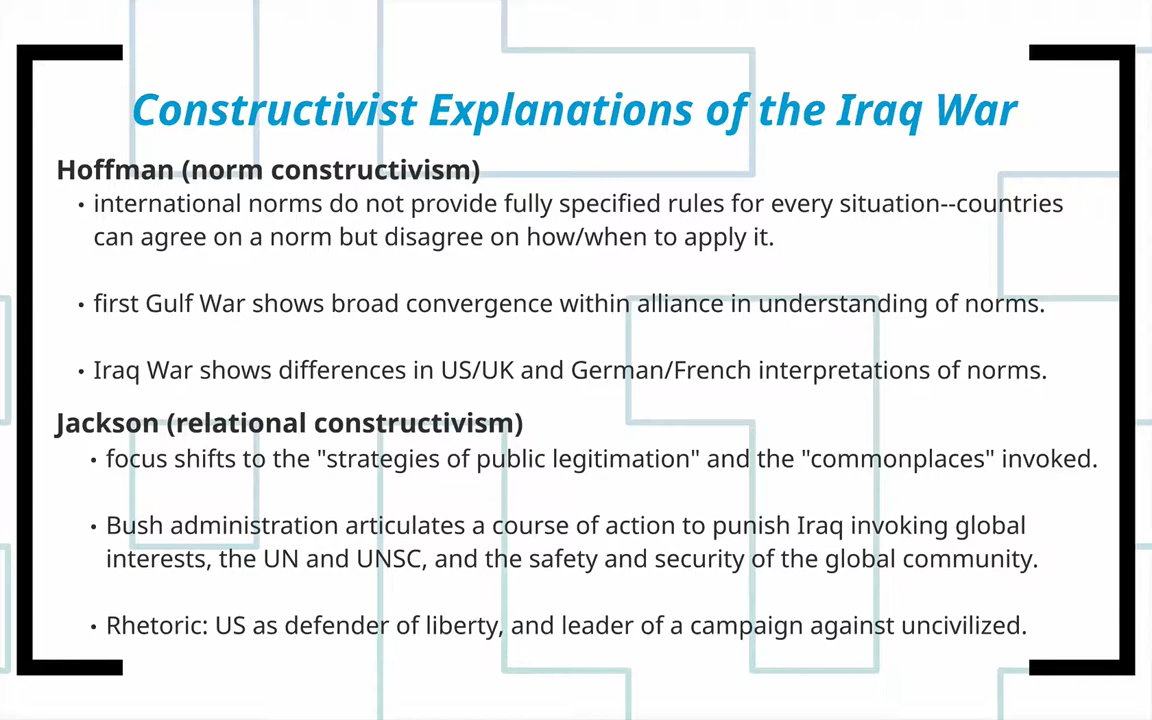 Constructivist Explanations of the Iraq War
Hoffman (norm constructivism)
• international norms do not provide fully specified rules for every situation--countries
can agree on a norm but disagree on how/when to apply it.
• first Gulf War shows broad convergence within alliance in understanding of norms.
• Iraq War shows differences in US/UK and German/French interpretations of norms.
Jackson (relational constructivism)
• focus shifts to the "strategies of public legitimation" and the "commonplaces" invoked.
• Bush administration articulates a course of action to punish Iraq invoking global
interests, the UN and UNSC, and the safety and security of the global community.
• Rhetoric: US as defender of liberty, and leader of a campaign against uncivilized.